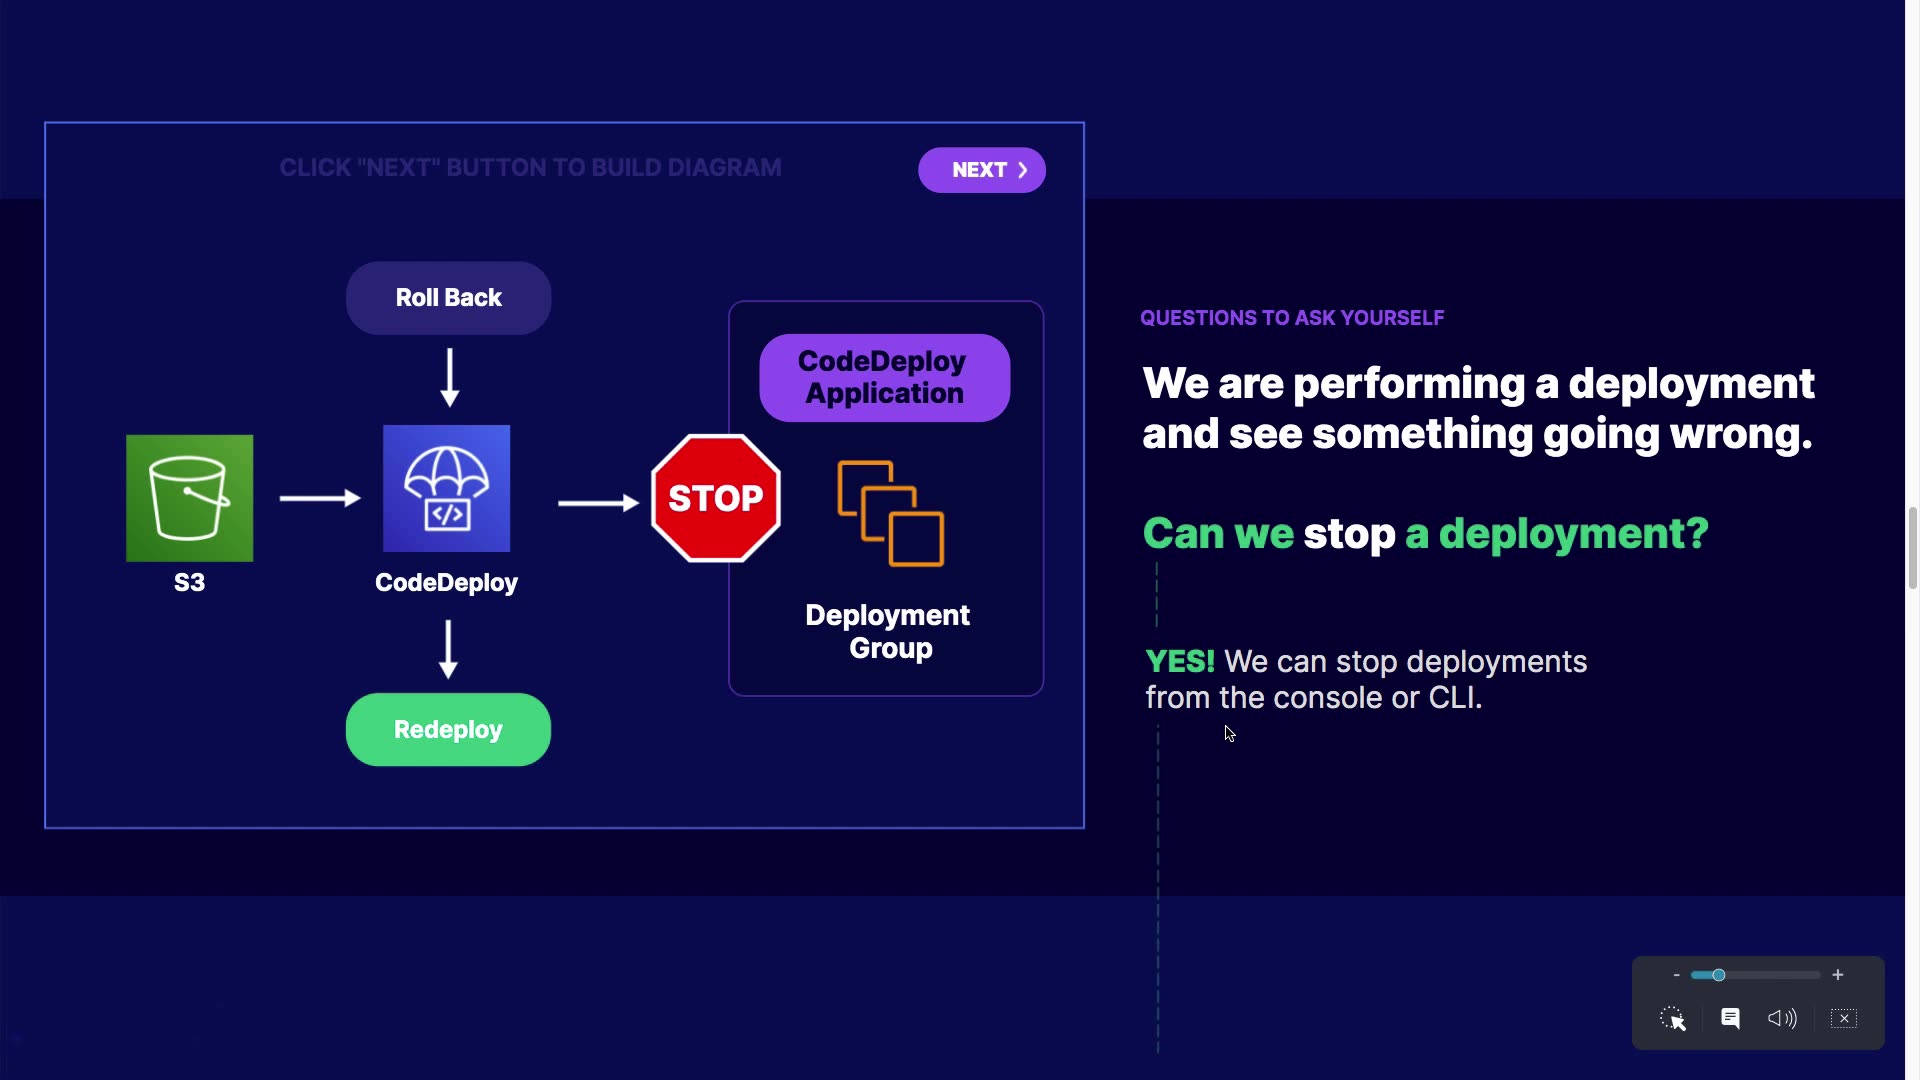 CLICK "NEXT" BUTTON TO BUILD DIAGRAM
NEXT
Roll Back
CodeDeploy
Application
STOP
</>
S3
CodeDeploy
Deployment
Group
Redeploy
QUESTIONS TO ASK YOURSELF
We are performing a deployment
and see something going wrong.
Can we stop a deployment?
YES! We can stop deployments
from the console or CLI.
- +